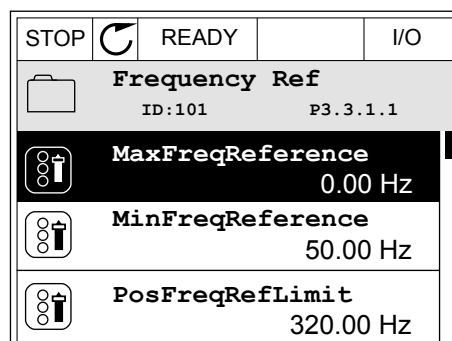 STOP READY I/O
Frequency Ref
ID:101 P3.3.1.1
MaxFreqReference
0.00 Hz
MinFreqReference
50.00 Hz
PosFreqRefLimit
320.00 Hz